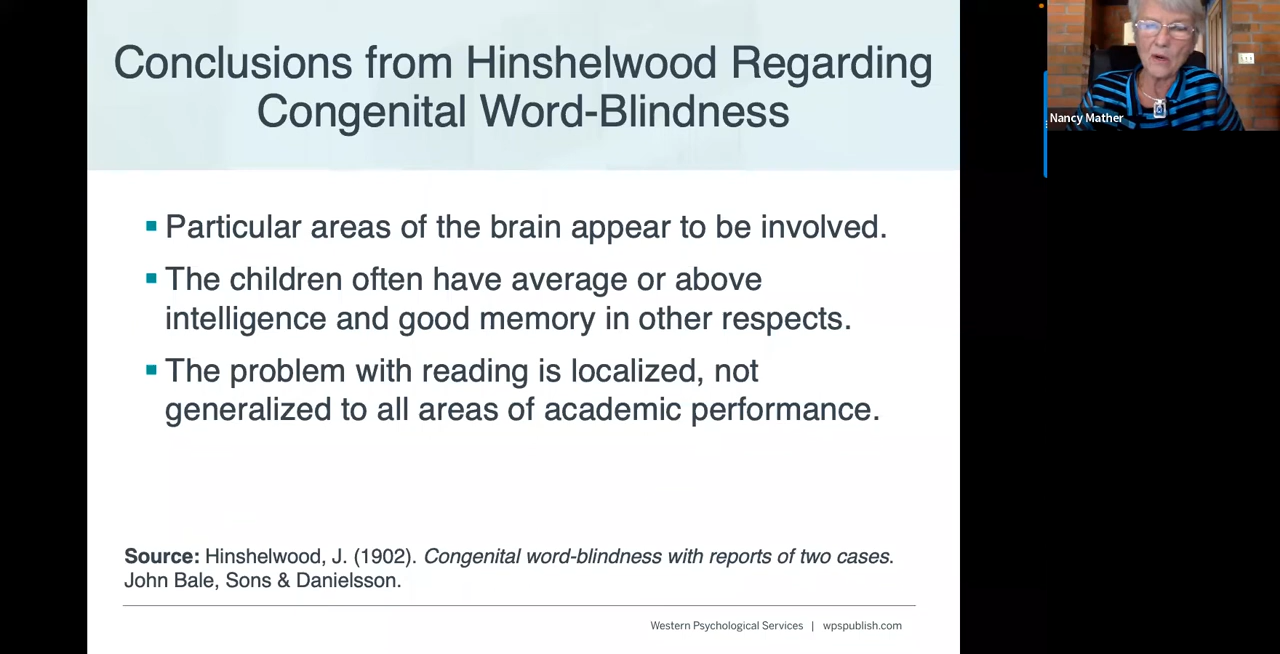 Conclusions from Hinshelwood Regarding
Congenital Word-Blindness
Particular areas of the brain appear to be involved.
The children often have average or above
intelligence and good memory in other respects.
The problem with reading is localized, not
generalized to all areas of academic performance.
Source: Hinshelwood, J. (1902). Congenital word-blindness with reports of two cases.
John Bale, Sons & Danielsson.
Western Psychological Services | wpspublish.com
Nancy Mather